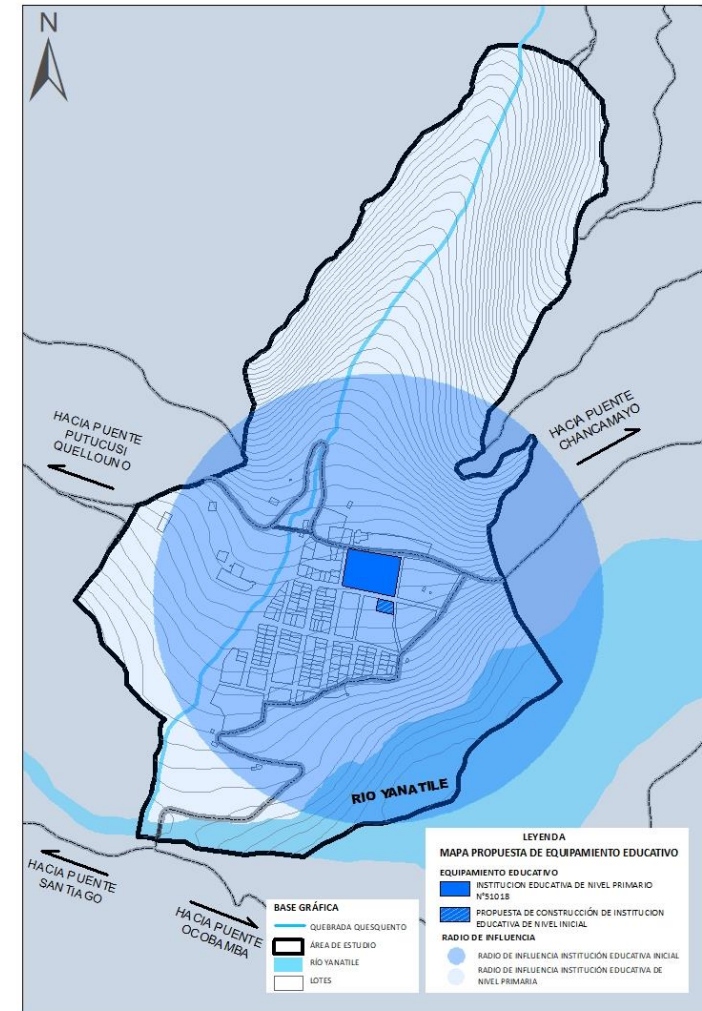 N
HACIA PUENTE
PUTUCUSI
QUELLOUNO
HACIA PUENTE
CHANCAMAYO
RIO YANATILE
HACIA PUENTE
SANTIAGO
HACIA PUENTE
OCOBAMBA
BASE GRÁFICA
QUEBRADA QUESQUENTO
ÁREA DE ESTUDIO
RÍO YANATILE
LOTES
LEYENDA
MAPA PROPUESTA DE EQUIPAMIENTO EDUCATIVO
EQUIPAMIENTO EDUCATIVO
INSTITUCION EDUCATIVA DE NIVEL PRIMARIO
N°51018
PROPUESTA DE CONSTRUCCIÓN DE INSTITUCION
EDUCATIVA DE NIVEL INICIAL
RADIO DE INFLUENCIA
RADIO DE INFLUENCIA INSTITUCIÓN EDUCATIVA INICIAL
RADIO DE INFLUENCIA INSTITUCIÓN EDUCATIVA DE
NIVEL PRIMARIA